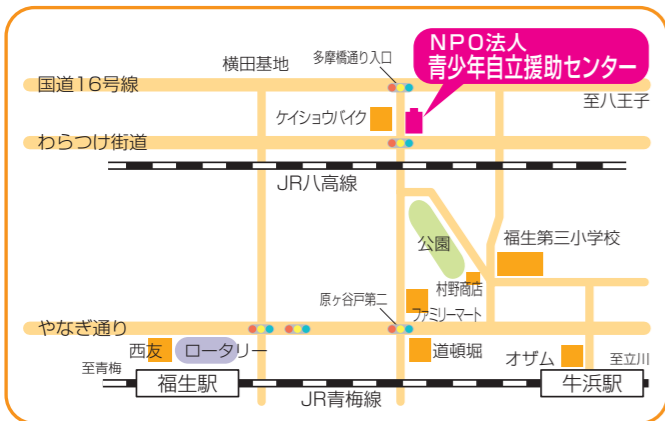 NPO法人
青少年自立援助センター
多摩橋通り入口
横田基地
国道16号線
至八王子
ケイショウバイク
わらつけ街道
JR八高線
公園
福生第三小学校
村野商店
原ヶ谷戸第二
ファミリーマート
やなぎ通り
西友
ロータリー
道頓堀
オザム
至青梅
至立川
福生駅
牛浜駅
JR青梅線